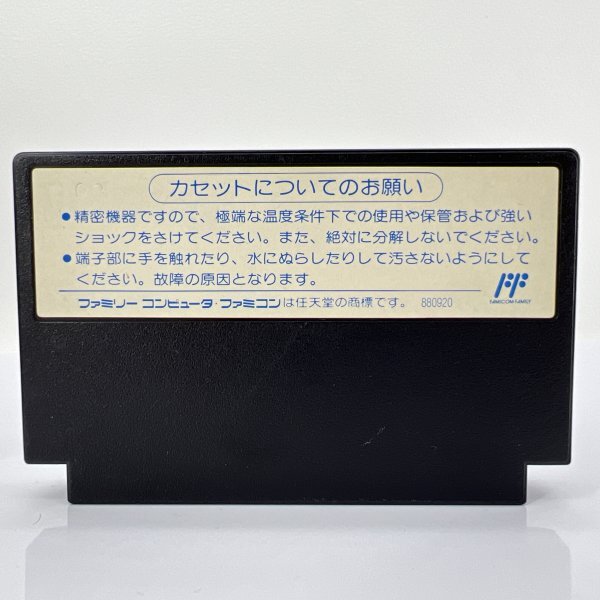 カセットについてのお願い
●精密機器ですので、極端な温度条件下での使用や保管および強い
ショックをさけてください。また、絶対に分解しないでください。
●端子部に手を触れたり、水にぬらしたりして汚さないようにして
ください。故障の原因となります。
ファミリー コンピュータ・ファミコンは任天堂の商標です。 880920
FF
FAMICOM FAMILY